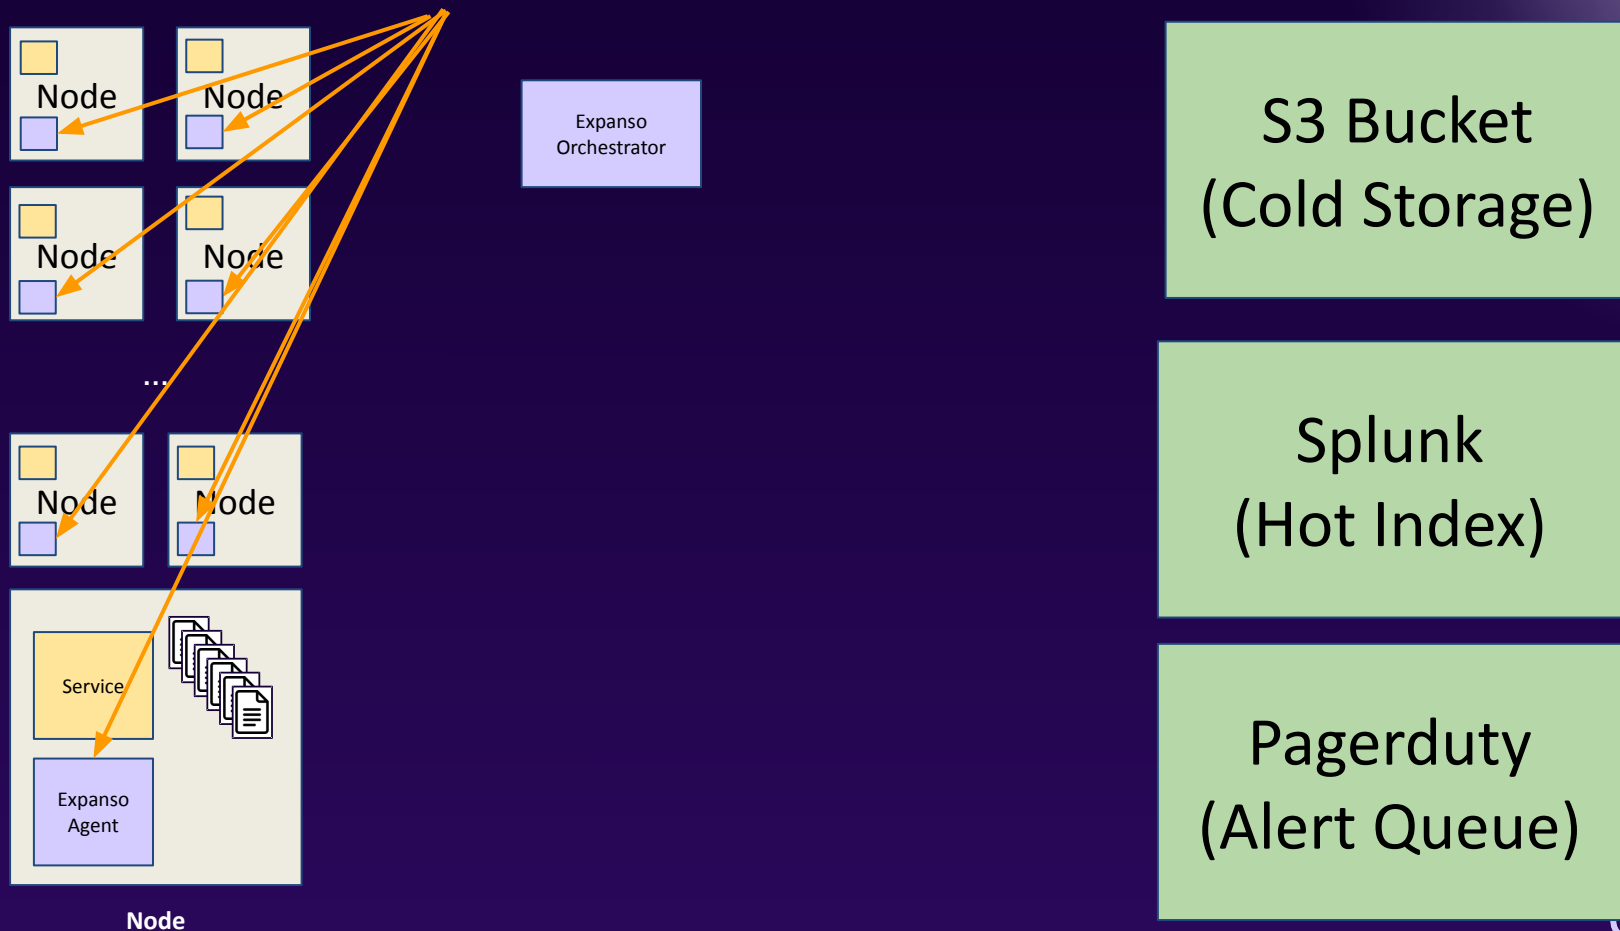 Node
Node
Expanso
Orchestrator
S3 Bucket
(Cold Storage)
Node
Node
...
Splunk
(Hot Index)
Node
Node
Service
Pagerduty
(Alert Queue)
Expanso
Agent
Node